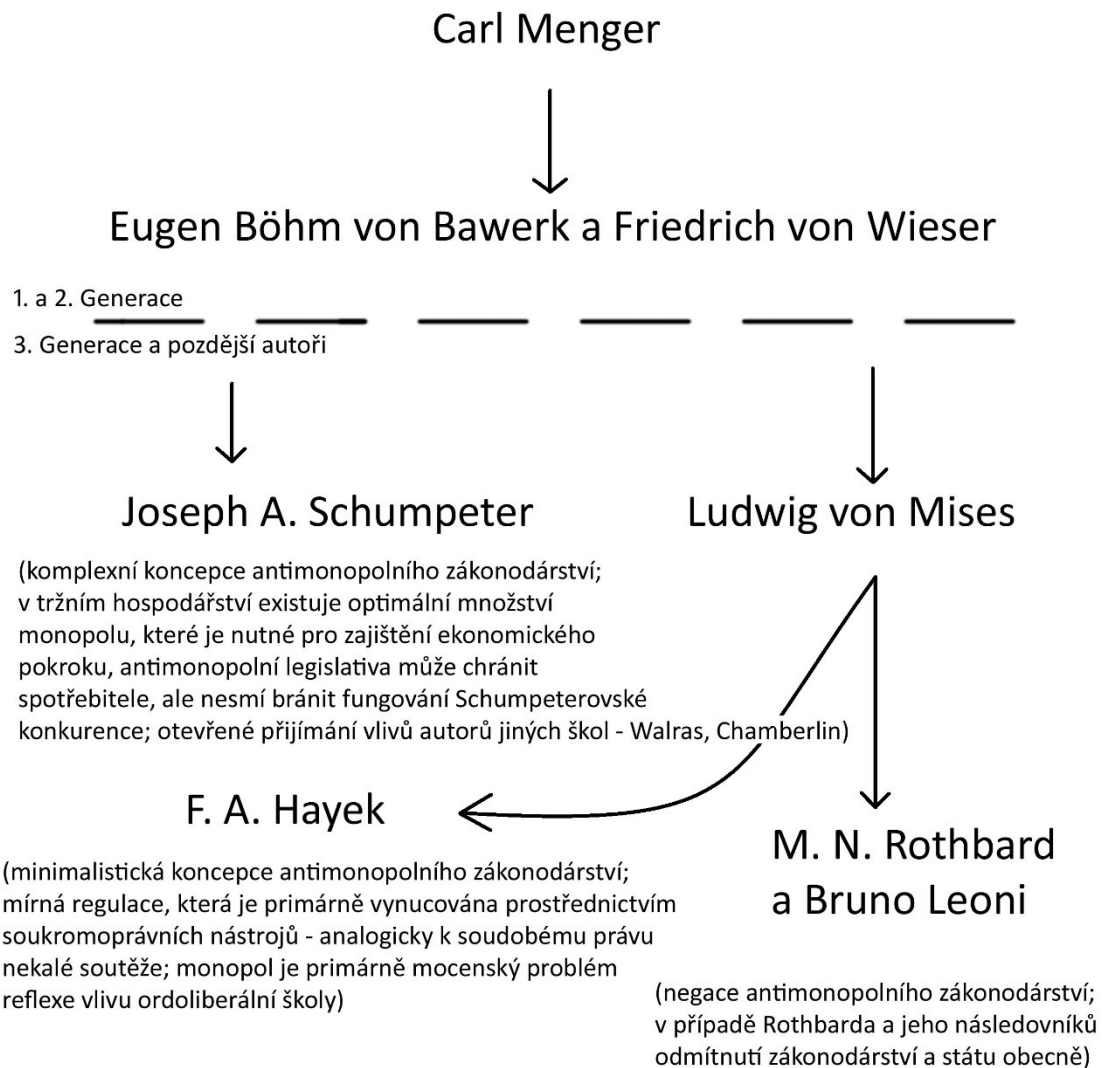 Carl Menger
Eugen Böhm von Bawerk a Friedrich von Wieser
1. a 2. Generace
3. Generace a pozdější autoři
Joseph A. Schumpeter
(komplexní koncepce antimonopolního zákonodárství;
v tržním hospodářství existuje optimální množství
monopolu, které je nutné pro zajištění ekonomického
pokroku, antimonopolní legislativa může chránit
spotřebitele, ale nesmí bránit fungování Schumpeterovské
konkurence; otevřené přijímání vlivů autorů jiných škol - Walras, Chamberlin)
Ludwig von Mises
F. A. Hayek
(minimalistická koncepce antimonopolního zákonodárství;
mírná regulace, která je primárně vynucována prostřednictvím
soukromoprávních nástrojů - analogicky k soudobému právu
nekalé soutěže; monopol je primárně mocenský problém
reflexe vlivu ordoliberální školy)
M. N. Rothbard
a Bruno Leoni
(negace antimonopolního zákonodárství;
v případě Rothbarda a jeho následovníků
odmítnutí zákonodárství a státu obecně)